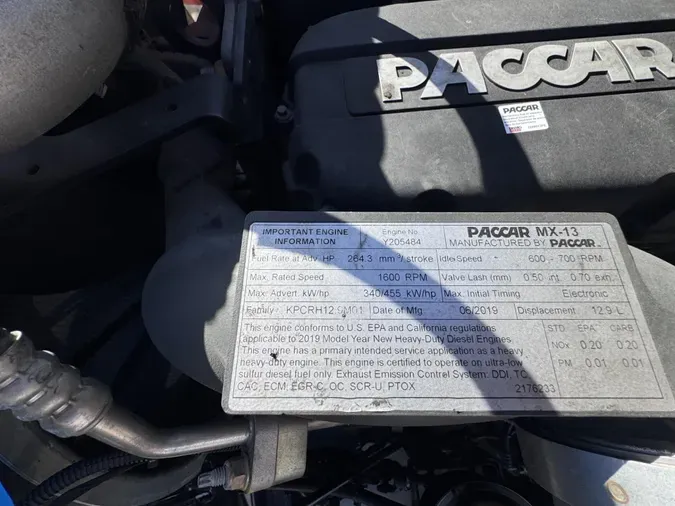 PACCAR
PACCAR
IMPORTANT ENGINE INFORMATION
Engine No.
Y205484
PACCAR MX-13
MANUFACTURED BY PACCAR
Fuel Rate at Adv. HP 264.3 mm³/stroke Idle Speed 600 - 700 RPM
Max. Rated Speed 1600 RPM Valve Lash (mm) 0.50 int. 0.70 exh.
Max. Advert. kW/hp 340/455 kW/hp Max. Initial Timing Electronic
Family KPCRH12.9M01 Date of Mfg 06/2019 Displacement 12.9 L
This engine conforms to U.S. EPA and California regulations
applicable to 2019 Model Year New Heavy-Duty Diesel Engines.
This engine has a primary intended service application as a heavy
heavy-duty engine. This engine is certified to operate on ultra-low
sulfur diesel fuel only. Exhaust Emission Control System: DDI, TC,
CAC, ECM, EGR-C, OC, SCR-U, PTOX
STD EPA CARB
NOx 0.20 0.20
PM 0.01 0.01
2176233